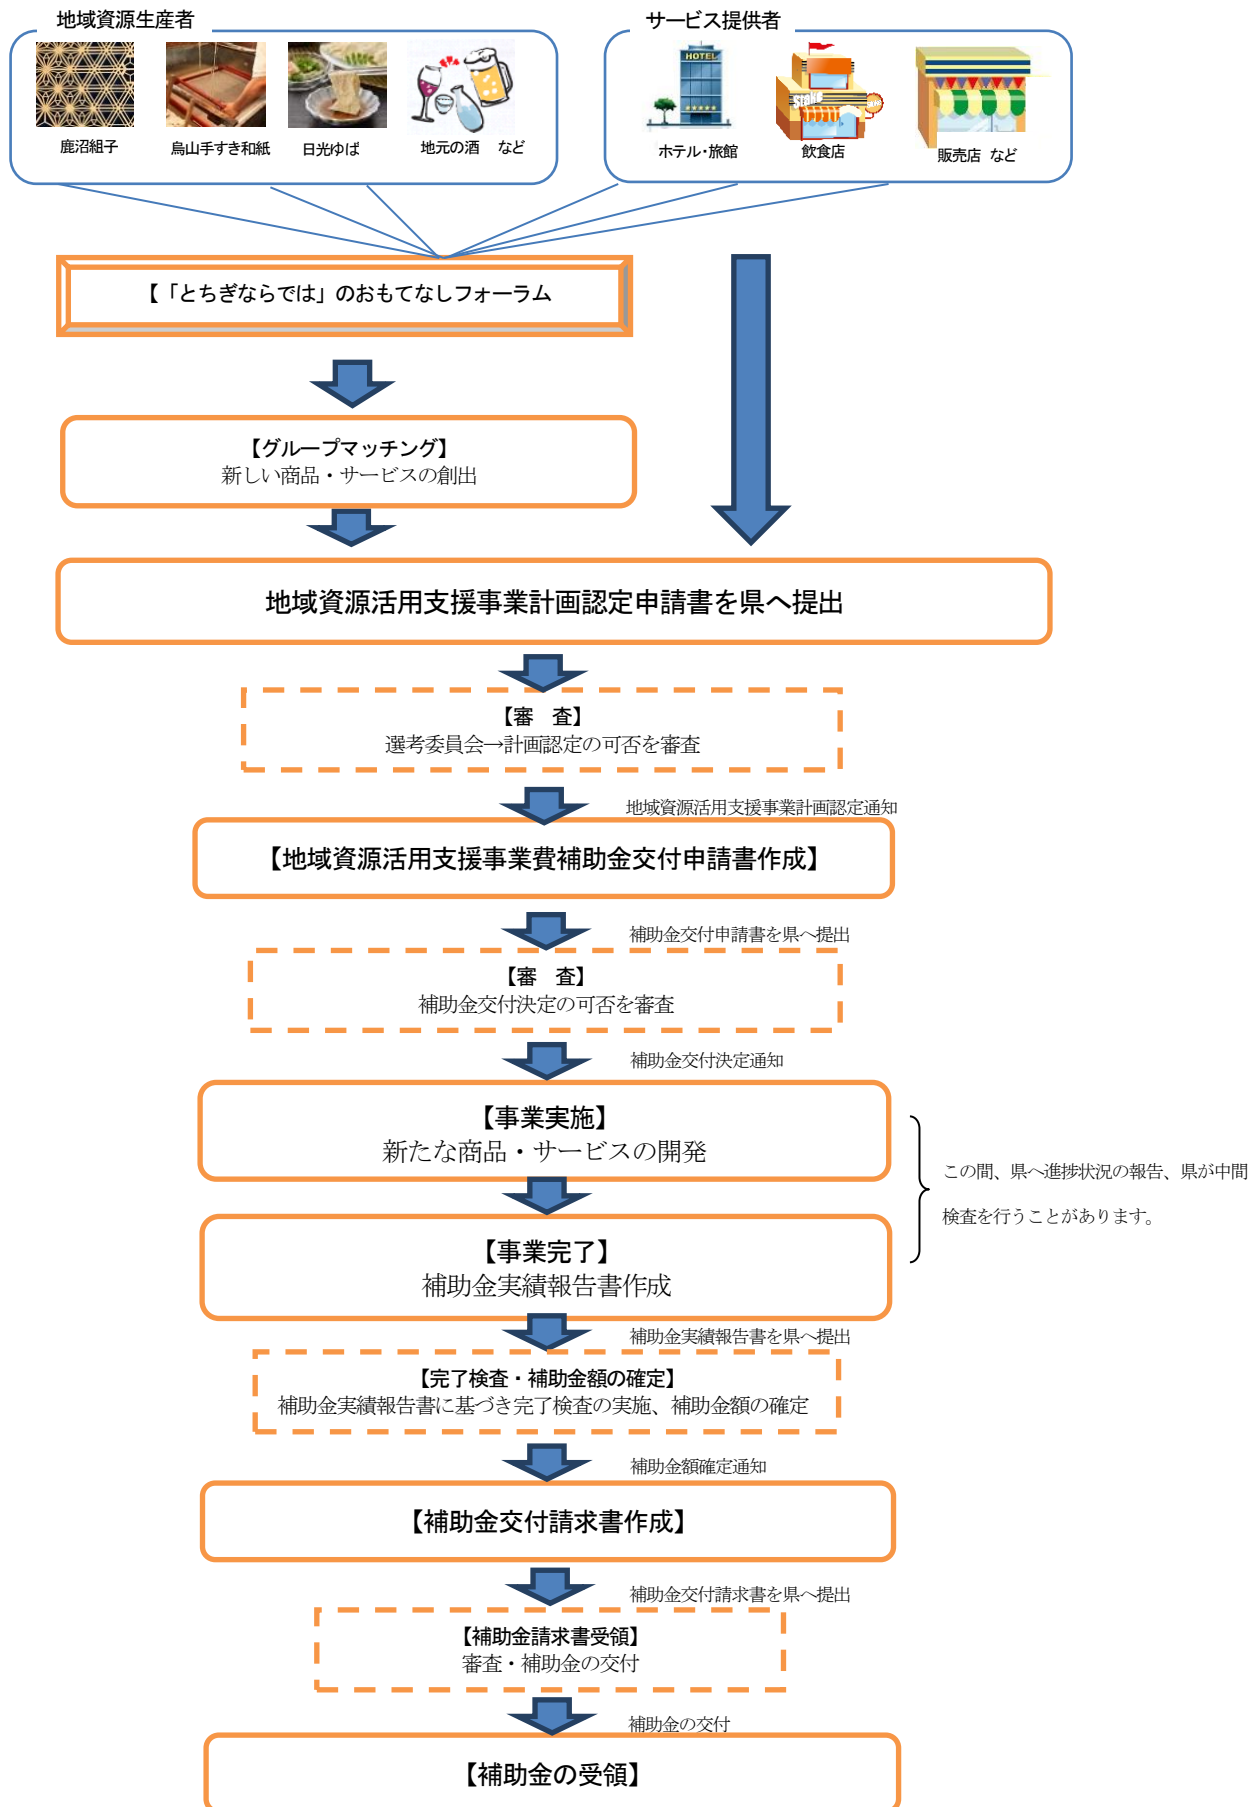 地域資源生産者
サービス提供者
HOTEL
鹿沼組子
烏山手すき和紙
日光ゆば
地元の酒　など
ホテル・旅館
飲食店
販売店 など
【「とちぎならでは」のおもてなしフォーラム
【グループマッチング】
新しい商品・サービスの創出
地域資源活用支援事業計画認定申請書を県へ提出
【審　査】
選考委員会→計画認定の可否を審査
地域資源活用支援事業計画認定通知
【地域資源活用支援事業費補助金交付申請書作成】
補助金交付申請書を県へ提出
【審　査】
補助金交付決定の可否を審査
補助金交付決定通知
【事業実施】
新たな商品・サービスの開発
この間、県へ進捗状況の報告、県が中間
検査を行うことがあります。
【事業完了】
補助金実績報告書作成
補助金実績報告書を県へ提出
【完了検査・補助金額の確定】
補助金実績報告書に基づき完了検査の実施、補助金額の確定
補助金額確定通知
【補助金交付請求書作成】
補助金交付請求書を県へ提出
【補助金請求書受領】
審査・補助金の交付
補助金の交付
【補助金の受領】